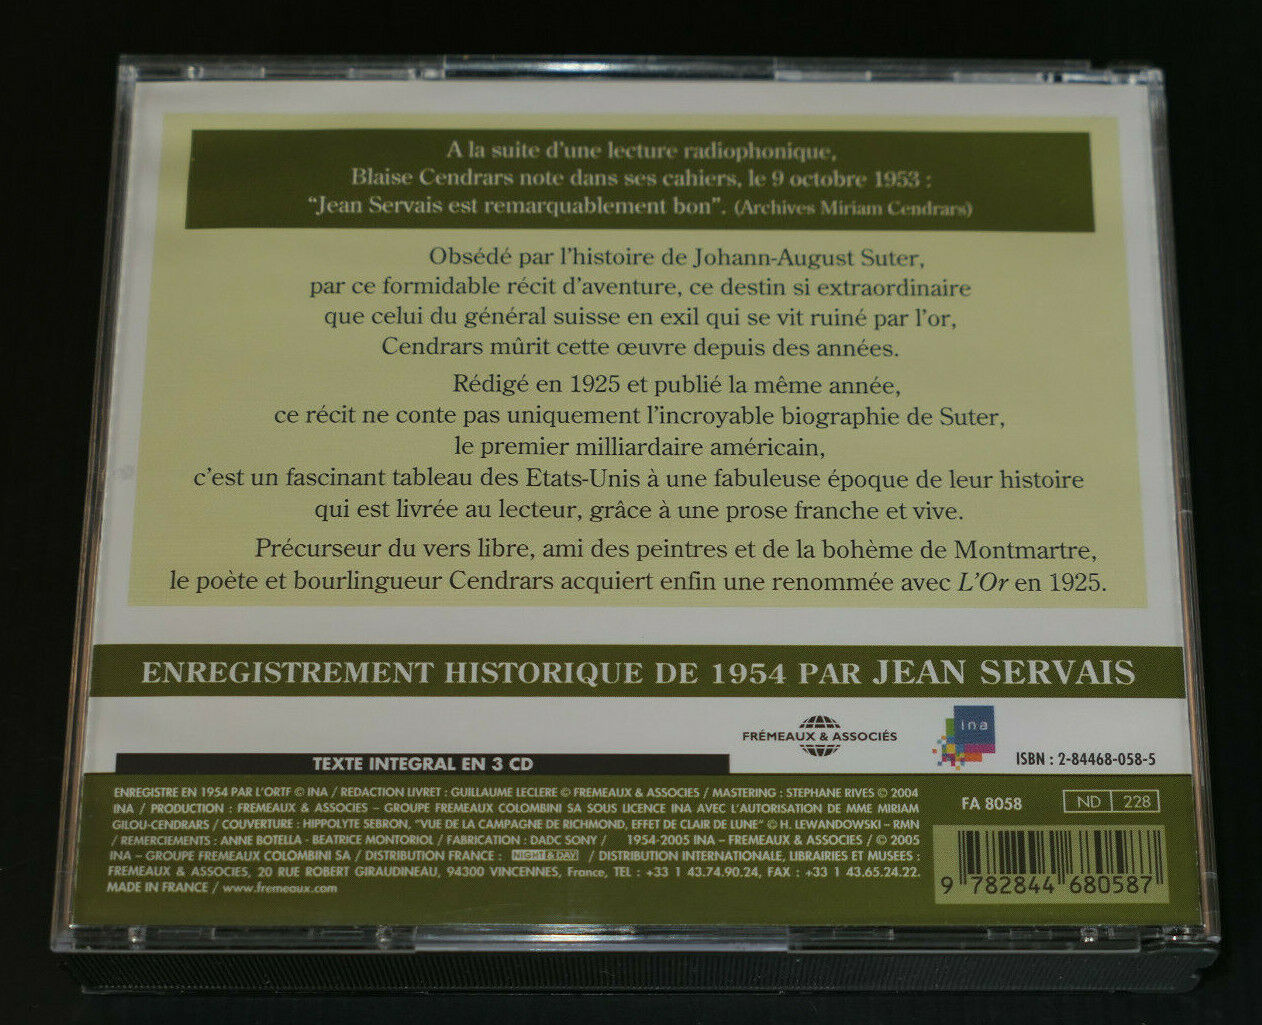 A la suite d'une lecture radiophonique,
Blaise Cendrars note dans ses cahiers, le 9 octobre 1953 :
"Jean Servais est remarquablement bon". (Archives Miriam Cendrars)
Obsédé par l'histoire de Johann-August Suter,
par ce formidable récit d'aventure, ce destin si extraordinaire
que celui du général suisse en exil qui se vit ruiné par l'or,
Cendrars mûrit cette œuvre depuis des années.
Rédigé en 1925 et publié la même année,
ce récit ne conte pas uniquement l'incroyable biographie de Suter,
le premier milliardaire américain,
c'est un fascinant tableau des Etats-Unis à une fabuleuse époque de leur histoire
qui est livrée au lecteur, grâce à une prose franche et vive.
Précurseur du vers libre, ami des peintres et de la bohème de Montmartre,
le poète et bourlingueur Cendrars acquiert enfin une renommée avec L'Or en 1925.
ENREGISTREMENT HISTORIQUE DE 1954 PAR JEAN SERVAIS
FRÉMEAUX & ASSOCIÉS
ina
ISBN : 2-84468-058-5
TEXTE INTEGRAL EN 3 CD
ENREGISTRE EN 1954 PAR L'ORTF © INA / REDACTION LIVRET : GUILLAUME LECLERE © FREMEAUX & ASSOCIES / MASTERING : STEPHANE RIVES © 2004
INA / PRODUCTION : FREMEAUX & ASSOCIES – GROUPE FREMEAUX COLOMBINI SA SOUS LICENCE INA AVEC L'AUTORISATION DE MME MIRIAM
GILOU-CENDRARS / COUVERTURE : HIPPOLYTE SEBRON, "VUE DE LA CAMPAGNE DE RICHMOND, EFFET DE CLAIR DE LUNE" © H. LEWANDOWSKI – RMN
/ REMERCIEMENTS : ANNE BOTELLA - BEATRICE MONTORIOL / FABRICATION : DADC SONY / 1954-2005 INA – FREMEAUX & ASSOCIES / © 2005
INA – GROUPE FREMEAUX COLOMBINI SA / DISTRIBUTION FRANCE : NIGHT & DAY / DISTRIBUTION INTERNATIONALE, LIBRAIRIES ET MUSEES :
FREMEAUX & ASSOCIES, 20 RUE ROBERT GIRAUDINEAU, 94300 VINCENNES, France, TEL : +33 1 43.74.90.24, FAX : +33 1 43.65.24.22.
MADE IN FRANCE / www.fremeaux.com
FA 8058
ND 228
9 782844 680587